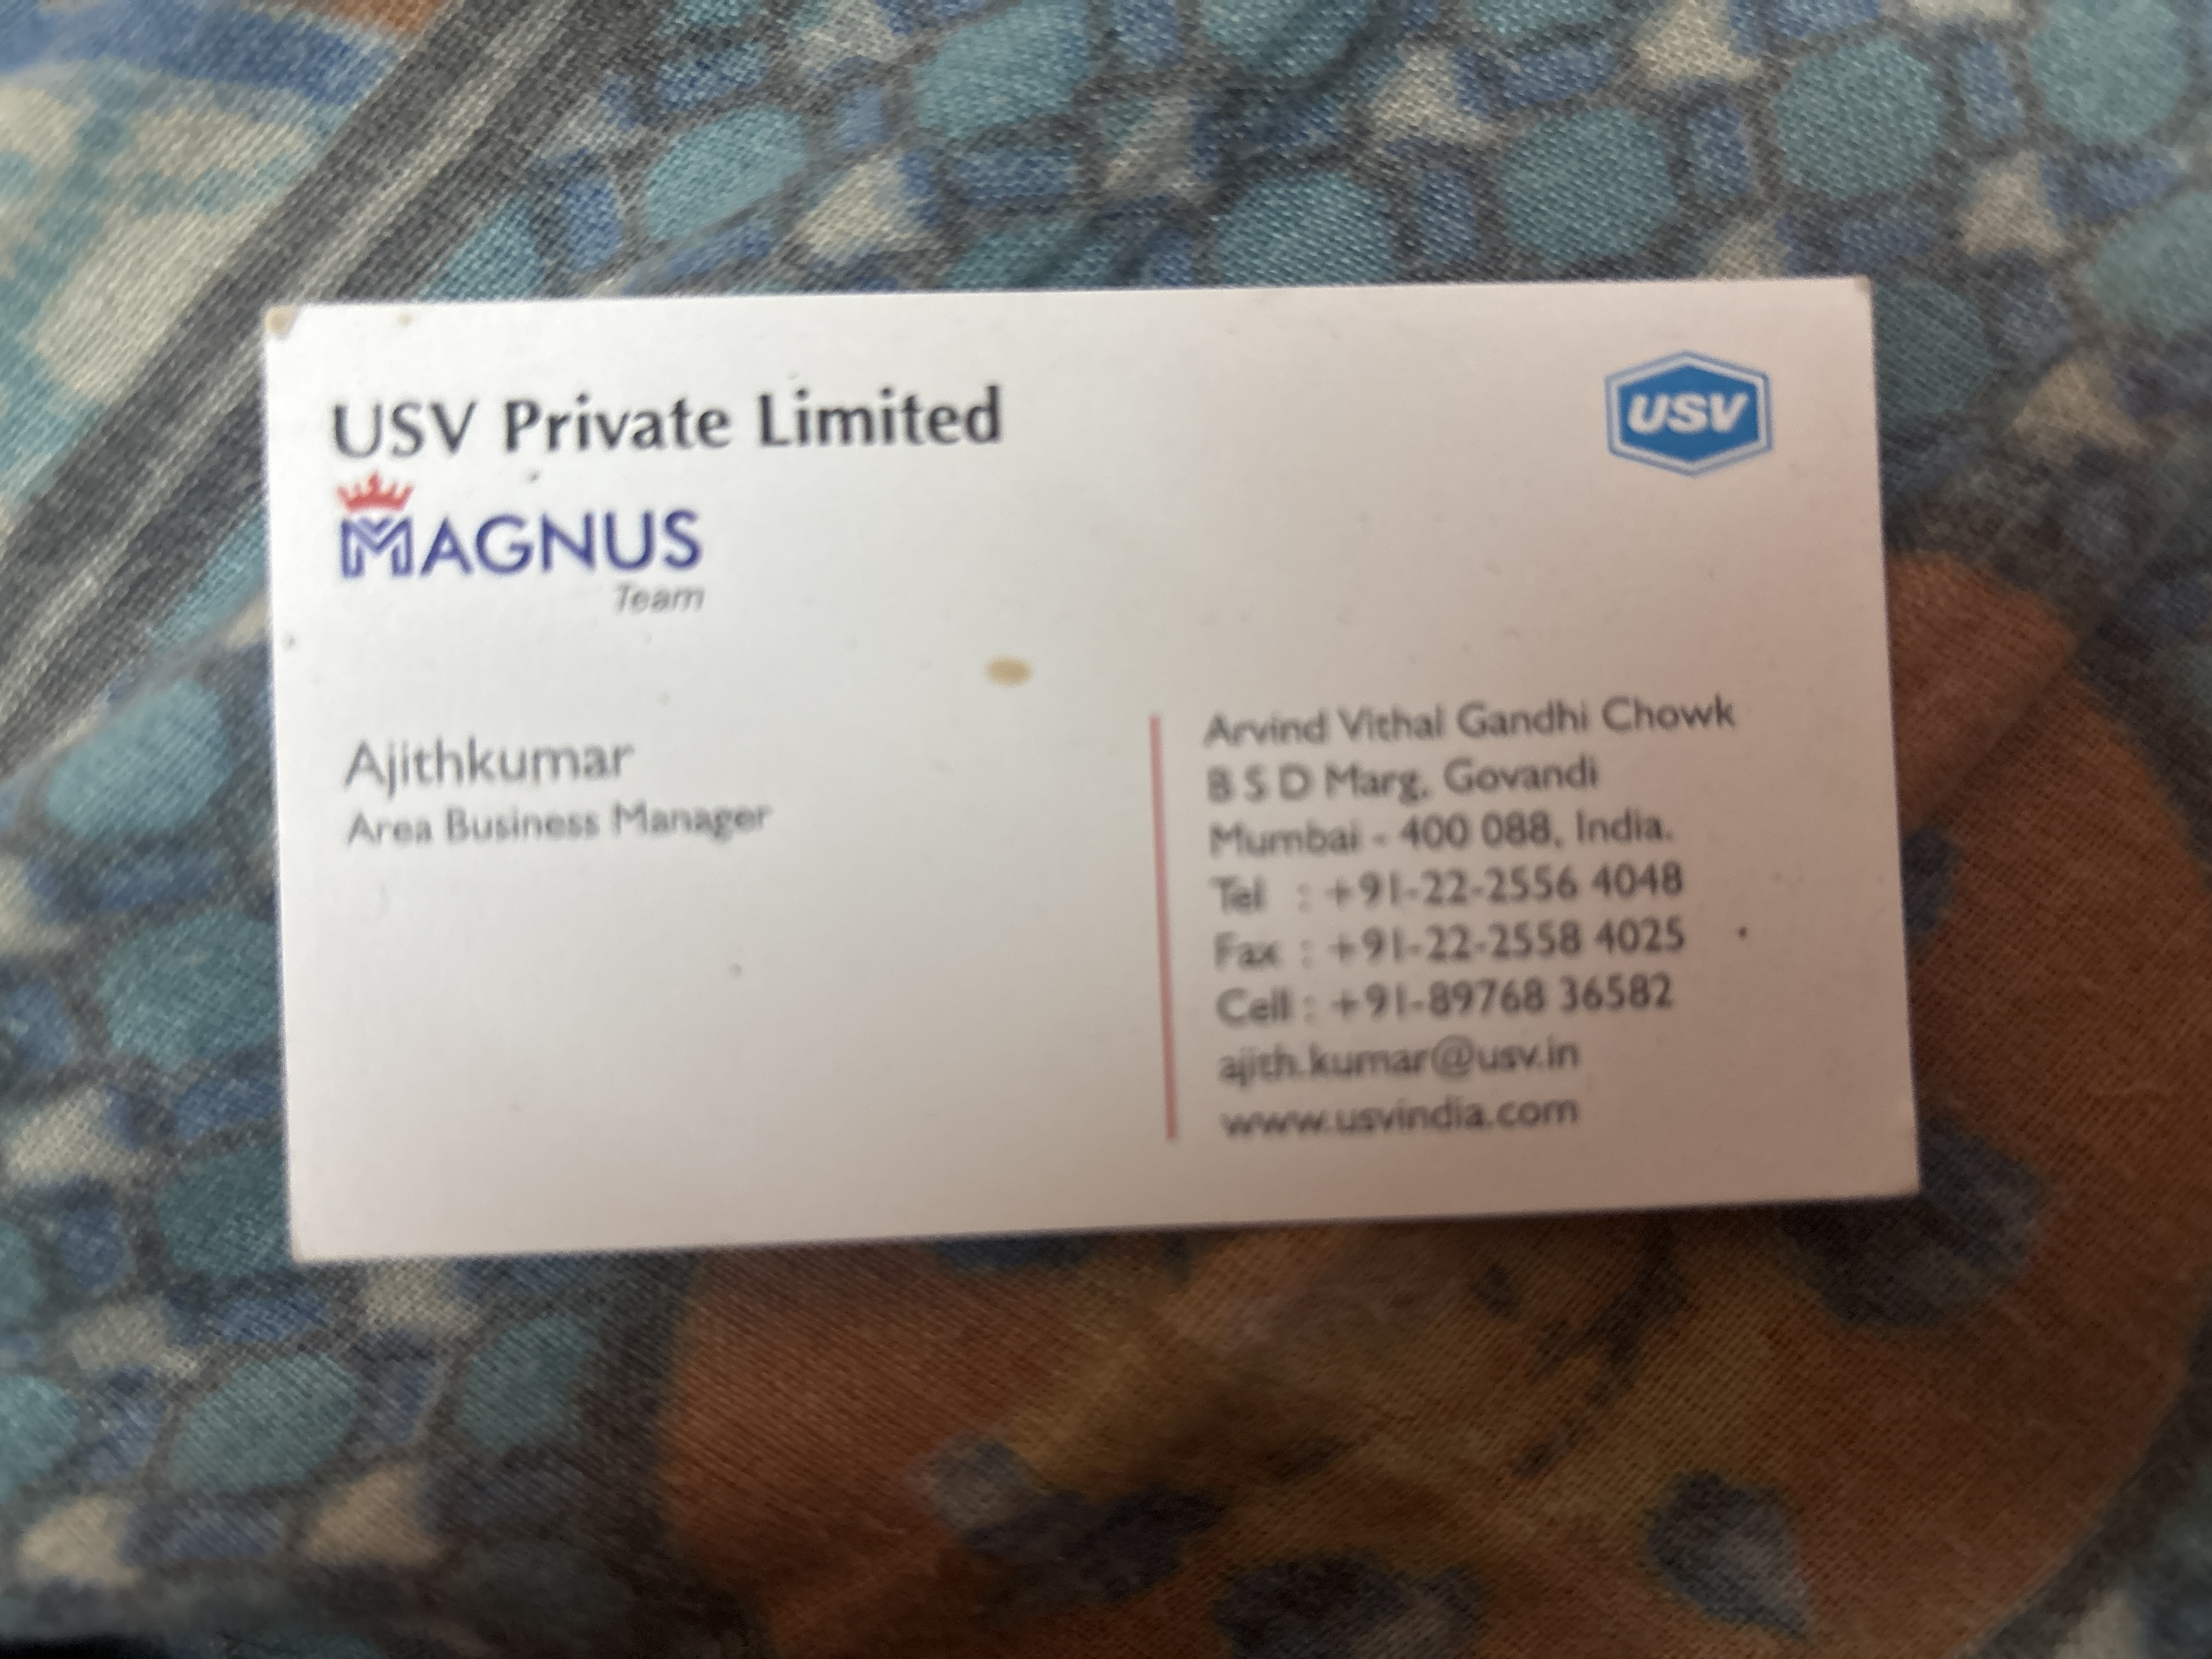 USV Private Limited
USV
MAGNUS
Team
Ajithkumar
Area Business Manager
Arvind Vithal Gandhi Chowk
B S D Marg, Govandi
Mumbai - 400 088, India.
Tel : +91-22-2556 4048
Fax : +91-22-2558 4025
Cell : +91-89768 36582
ajith.kumar@usv.in
www.usvindia.com